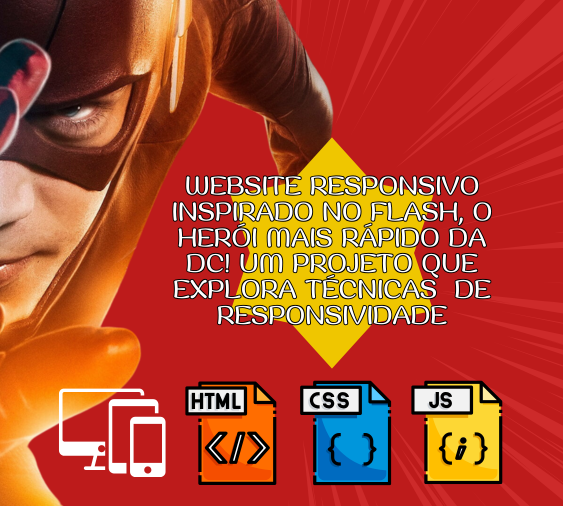 WEBSITE RESPONSIVO
INSPIRADO NO FLASH, O
HERÓI MAIS RÁPIDO DA
DC! UM PROJETO QUE
EXPLORA TÉCNICAS DE
RESPONSIVIDADE
HTML
CSS
JS
</>
{ }
{i}